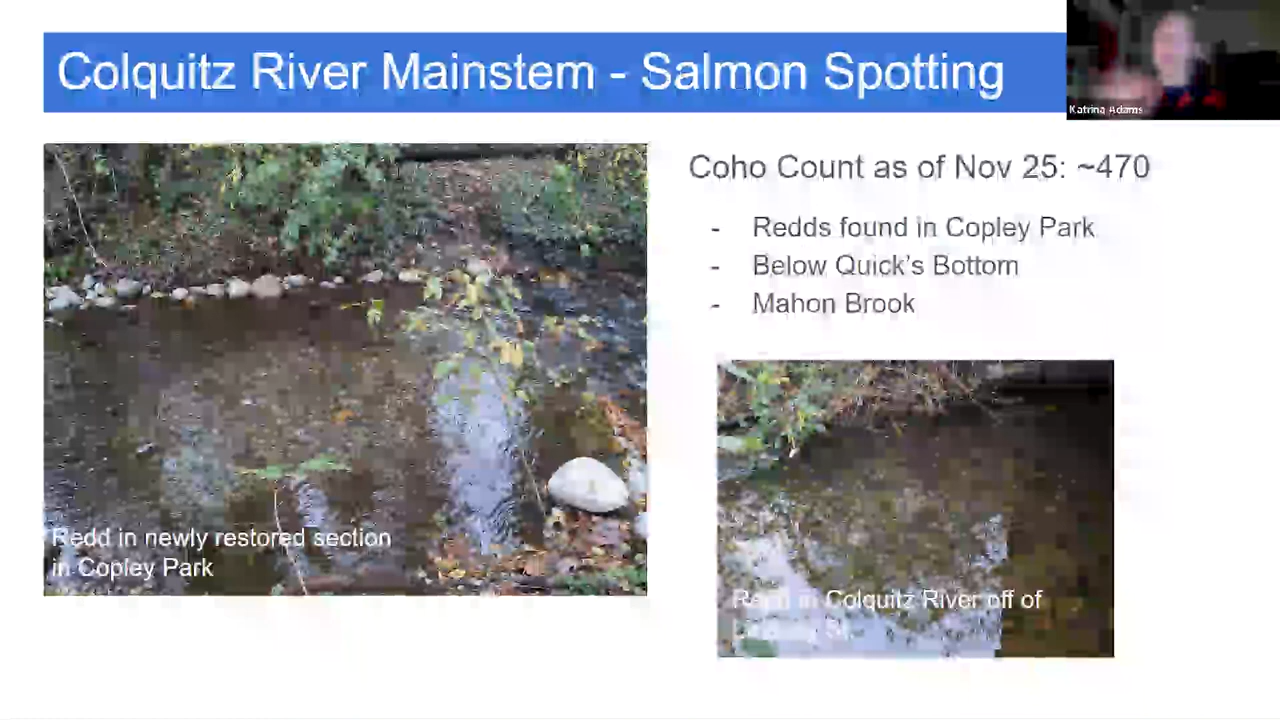 Colquitz River Mainstem - Salmon Spotting
Katrina Adams
Coho Count as of Nov 25: ~470
- Redds found in Copley Park
- Below Quick's Bottom
- Mahon Brook
Redd in newly restored section
in Copley Park
Redd in Colquitz River off of